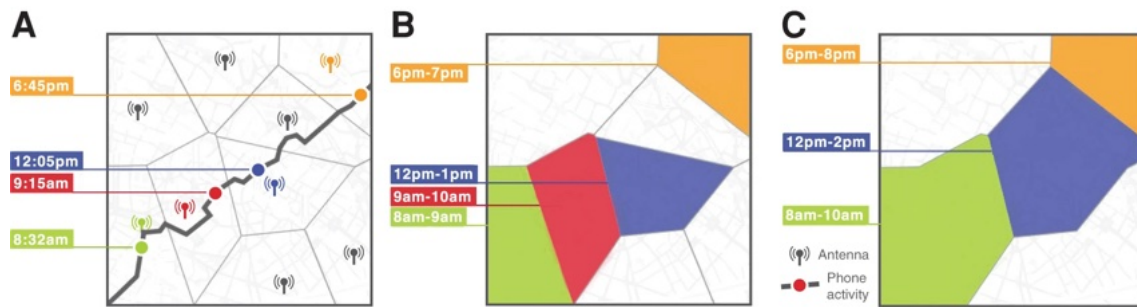 A
6:45pm
12:05pm
9:15am
8:32am
B
6pm-7pm
12pm-1pm
9am-10am
8am-9am
C
6pm-8pm
12pm-2pm
8am-10am
Antenna
Phone
activity